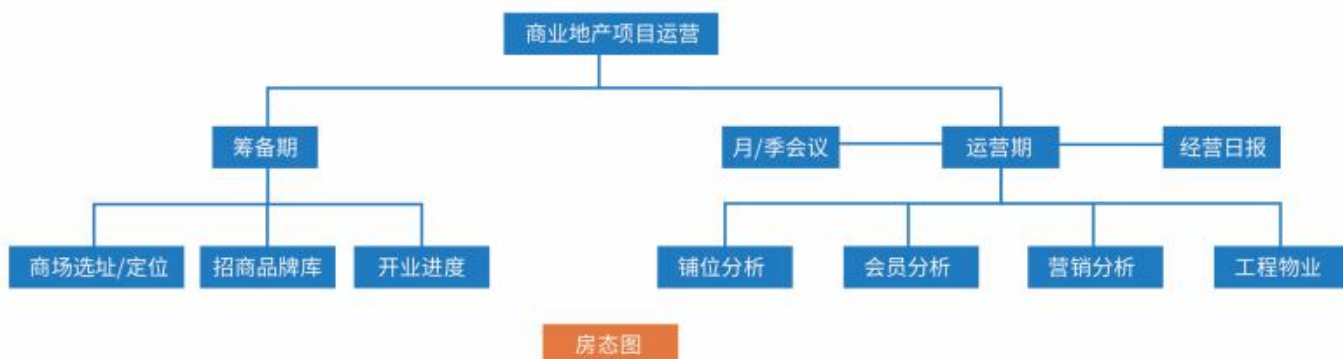 商业地产项目运营
筹备期
月/季会议
运营期
经营日报
商场选址/定位
招商品牌库
开业进度
铺位分析
会员分析
营销分析
工程物业
房态图